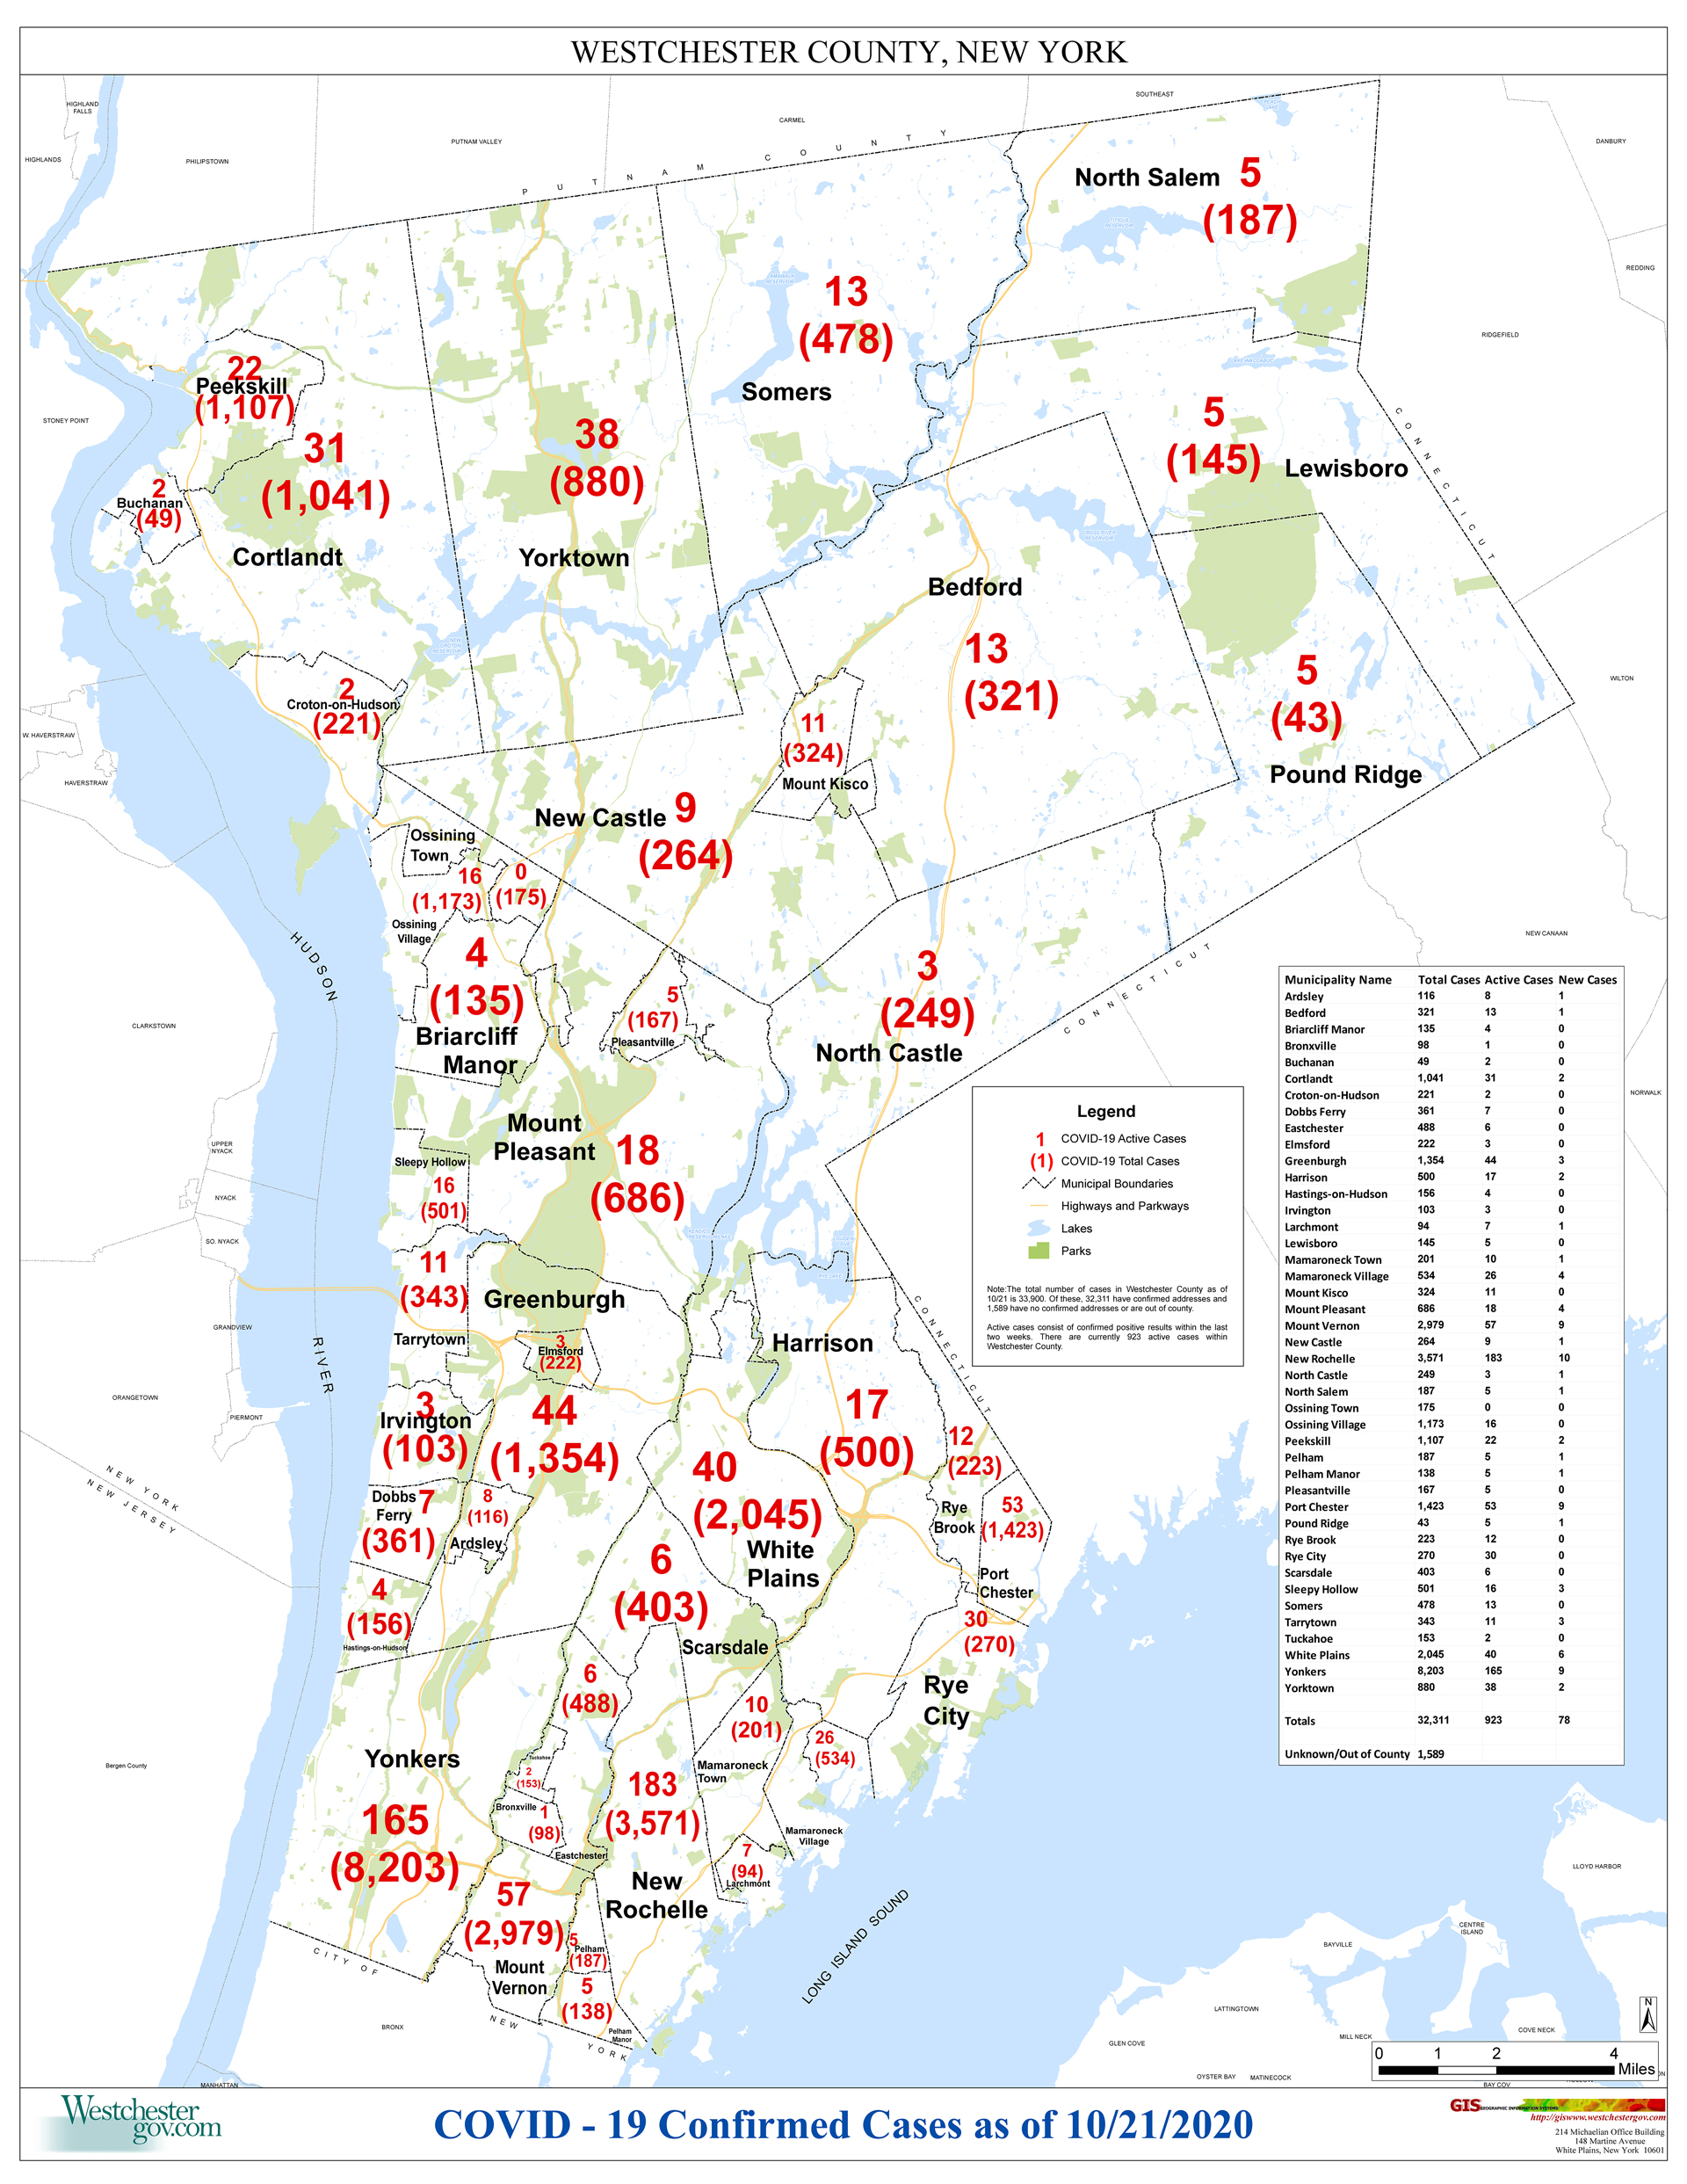 WESTCHESTER COUNTY, NEW YORK
HIGHLAND
FALLS
HIGHLANDS
PHILIPSTOWN
PUTNAM VALLEY
CARMEL
SOUTHEAST
DANBURY
REDDING
RIDGEFIELD
PUTNAM COUNTY
North Salem
5
(187)
13
(478)
Somers
22
Peekskill
(1,107)
31
(1,041)
Cortlandt
38
(880)
Yorktown
STONEY POINT
2
Buchanan
(49)
5
(145)
Lewisboro
CONNECTICUT
Bedford
13
(321)
5
(43)
Pound Ridge
WILTON
2
Croton-on-Hudson
(221)
W. HAVERSTRAW
HAVERSTRAW
11
(324)
Mount Kisco
New Castle
9
(264)
Ossining
Town
16
(1,173)
0
(175)
Ossining
Village
4
(135)
Briarcliff
Manor
5
(167)
Pleasantville
3
(249)
North Castle
CONNECTICUT
NEW CANAAN
NORWALK
HUDSON
RIVER
CLARKSTOWN
UPPER
NYACK
NYACK
SO. NYACK
GRANDVIEW
ORANGETOWN
PIERMONT
Mount
Pleasant
18
(686)
Sleepy Hollow
16
(501)
11
(343)
Tarrytown
Greenburgh
3
Elmsford
(222)
44
(1,354)
3
Irvington
(103)
Dobbs
Ferry
7
(361)
8
(116)
Ardsley
4
(156)
Hastings-on-Hudson
NEW YORK
NEW JERSEY
Harrison
17
(500)
CONNECTICUT
40
(2,045)
White
Plains
12
(223)
Rye
Brook
53
(1,423)
Port
Chester
6
(403)
Scarsdale
30
(270)
Rye
City
6
(488)
10
(201)
Mamaroneck
Town
26
(534)
Mamaroneck
Village
Yonkers
165
(8,203)
Tuckahoe
2
(153)
Bronxville
1
(98)
Eastchester
183
(3,571)
New
Rochelle
7
(94)
Larchmont
57
(2,979)
Mount
Vernon
5
Pelham
(187)
5
(138)
Pelham
Manor
CITY OF
NEW
YORK
Bergen County
BRONX
MANHATTAN
LONG ISLAND SOUND
LLOYD HARBOR
CENTRE
ISLAND
BAYVILLE
LATTINGTOWN
GLEN COVE
MILL NECK
COVE NECK
OYSTER BAY
MATINECOCK
BAY COV
Legend
1 COVID-19 Active Cases
(1) COVID-19 Total Cases
Municipal Boundaries
Highways and Parkways
Lakes
Parks
Note:The total number of cases in Westchester County as of
10/21 is 33,900. Of these, 32,311 have confirmed addresses and
1,589 have no confirmed addresses or are out of county.
Active cases consist of confirmed positive results within the last
two weeks. There are currently 923 active cases within
Westchester County.
Municipality Name Total Cases Active Cases New Cases
Ardsley 116 8 1
Bedford 321 13 1
Briarcliff Manor 135 4 0
Bronxville 98 1 0
Buchanan 49 2 0
Cortlandt 1,041 31 2
Croton-on-Hudson 221 2 0
Dobbs Ferry 361 7 0
Eastchester 488 6 0
Elmsford 222 3 0
Greenburgh 1,354 44 3
Harrison 500 17 2
Hastings-on-Hudson 156 4 0
Irvington 103 3 0
Larchmont 94 7 1
Lewisboro 145 5 0
Mamaroneck Town 201 10 1
Mamaroneck Village 534 26 4
Mount Kisco 324 11 0
Mount Pleasant 686 18 4
Mount Vernon 2,979 57 9
New Castle 264 9 1
New Rochelle 3,571 183 10
North Castle 249 3 1
North Salem 187 5 1
Ossining Town 175 0 0
Ossining Village 1,173 16 0
Peekskill 1,107 22 2
Pelham 187 5 1
Pelham Manor 138 5 1
Pleasantville 167 5 0
Port Chester 1,423 53 9
Pound Ridge 43 5 1
Rye Brook 223 12 0
Rye City 270 30 0
Scarsdale 403 6 0
Sleepy Hollow 501 16 3
Somers 478 13 0
Tarrytown 343 11 3
Tuckahoe 153 2 0
White Plains 2,045 40 6
Yonkers 8,203 165 9
Yorktown 880 38 2
Totals 32,311 923 78
Unknown/Out of County 1,589
N
0 1 2 4
Miles
Westchester
gov.com
COVID - 19 Confirmed Cases as of 10/21/2020
GIS GEOGRAPHIC INFORMATION SYSTEMS
http://giswww.westchestergov.com
214 Michaelian Office Building
148 Martine Avenue
White Plains, New York 10601